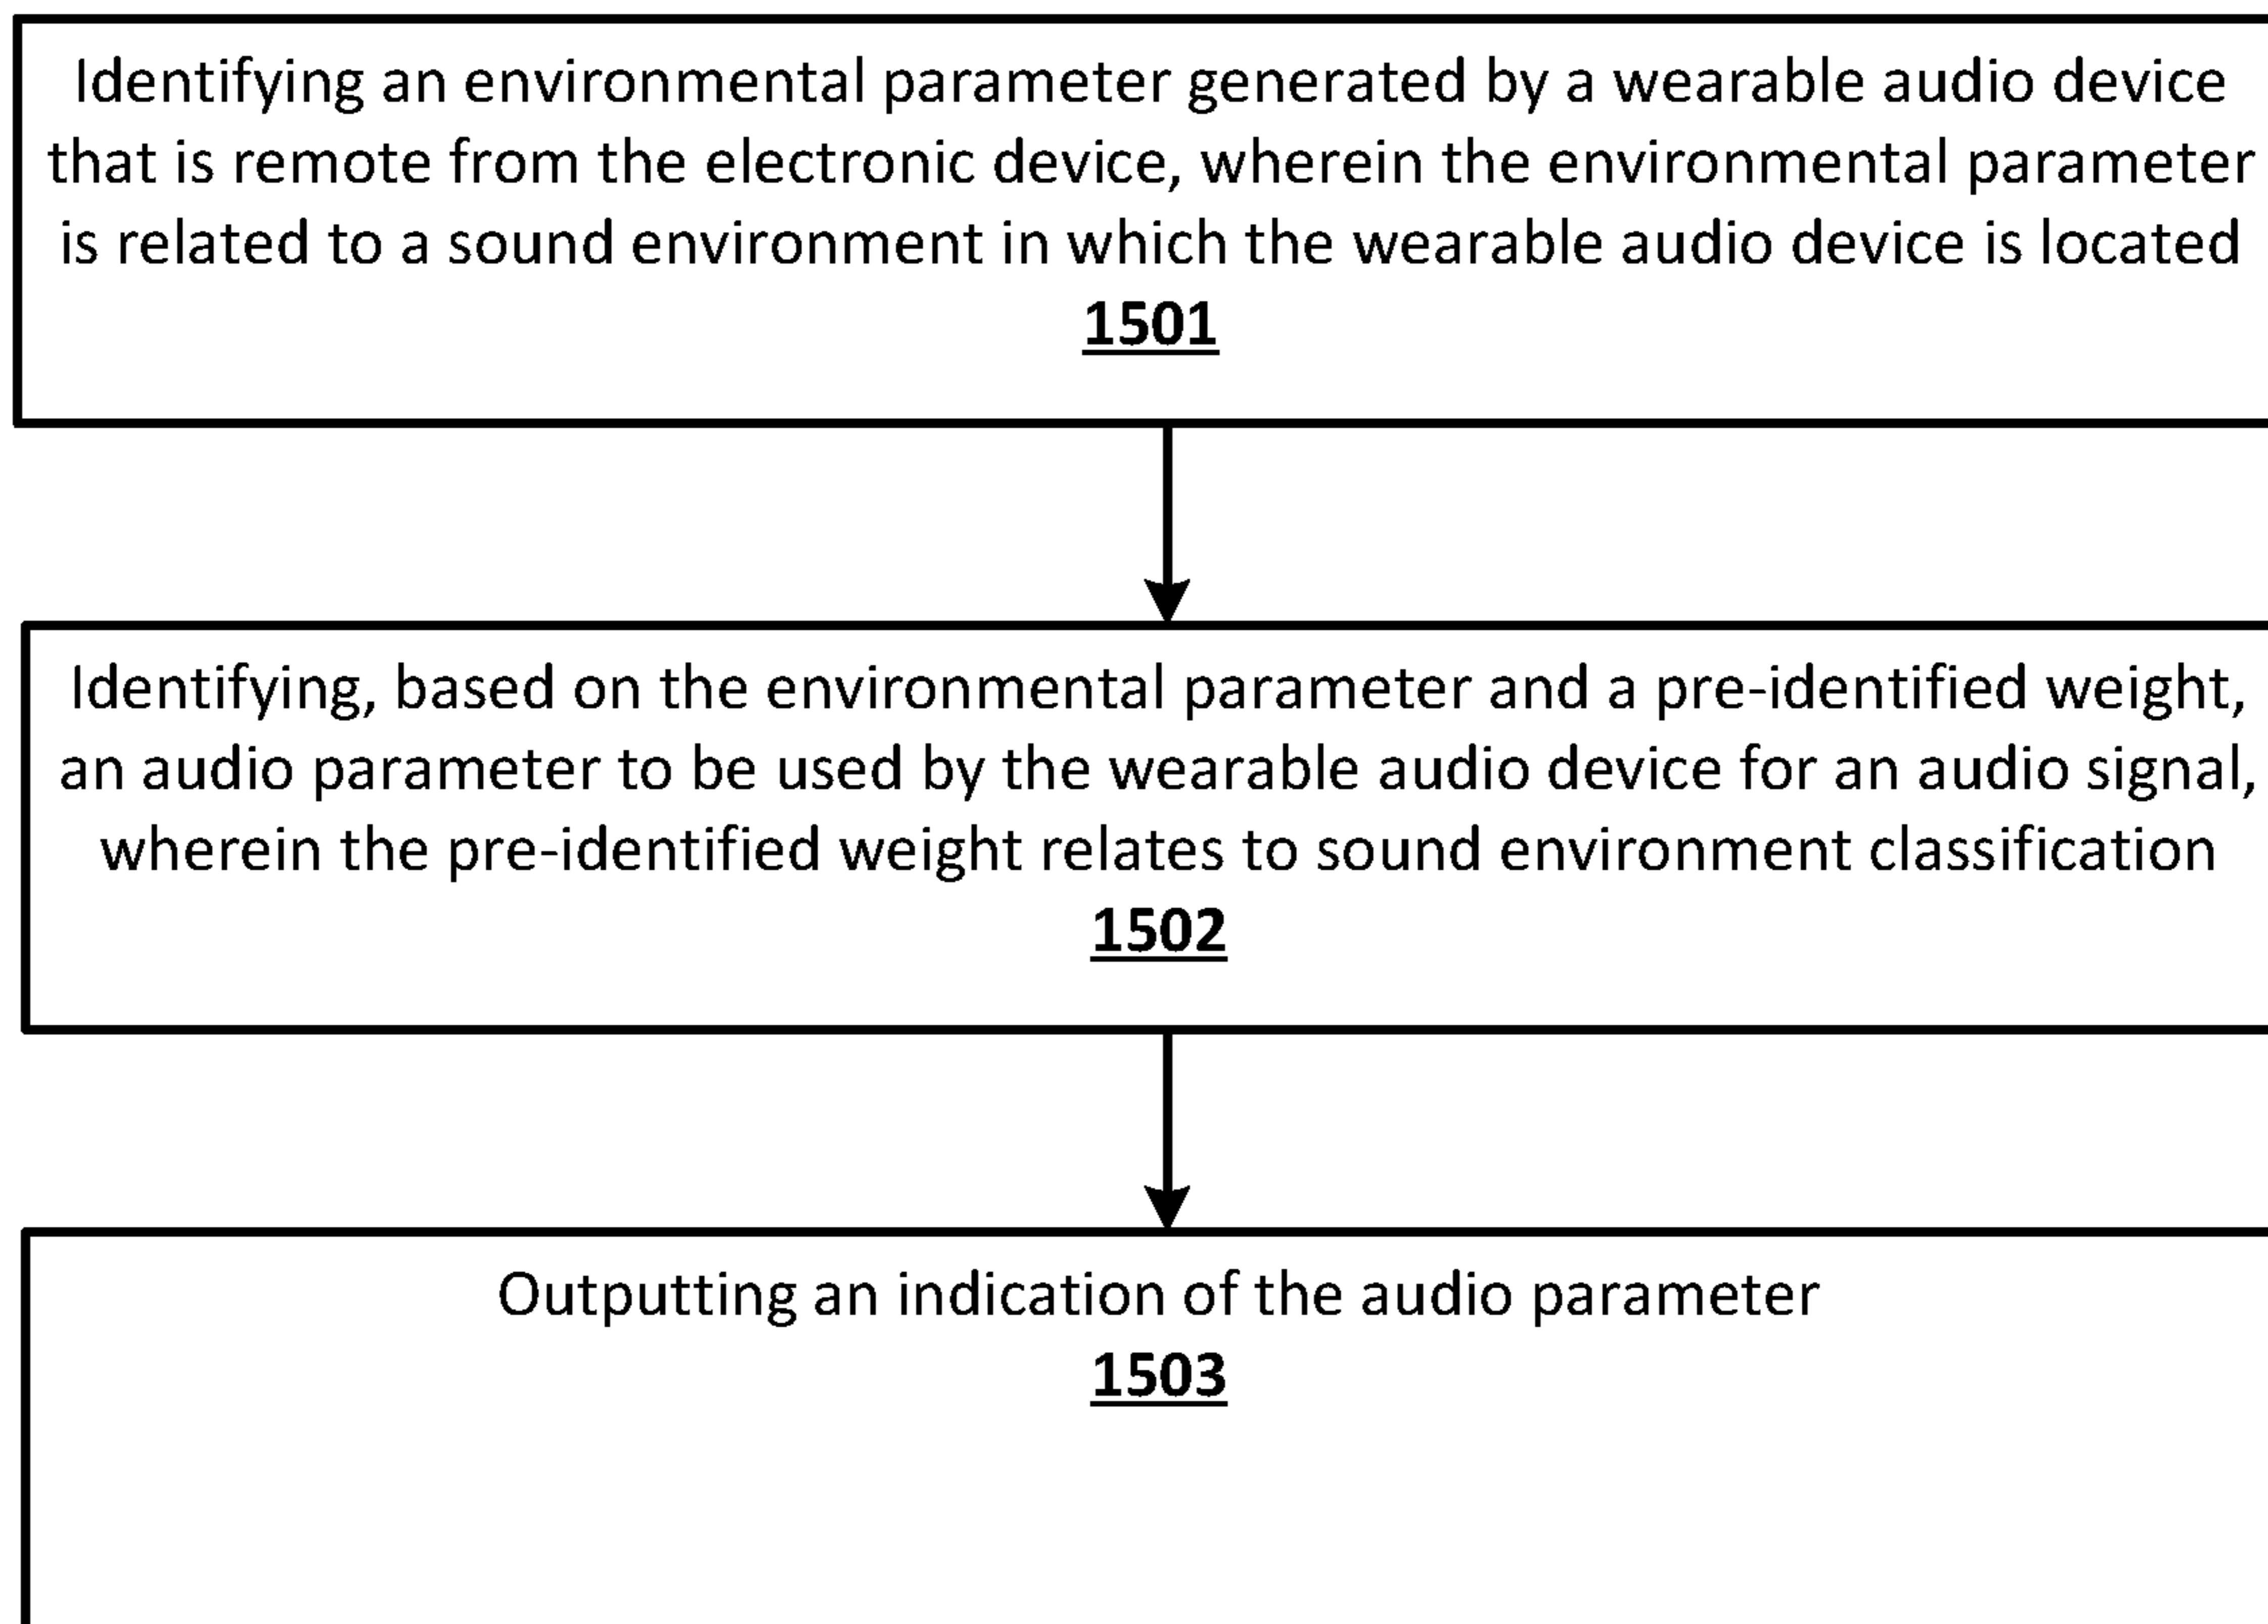 Identifying an environmental parameter generated by a wearable audio device
that is remote from the electronic device, wherein the environmental parameter
is related to a sound environment in which the wearable audio device is located
1501
Identifying, based on the environmental parameter and a pre-identified weight,
an audio parameter to be used by the wearable audio device for an audio signal,
wherein the pre-identified weight relates to sound environment classification
1502
Outputting an indication of the audio parameter
1503